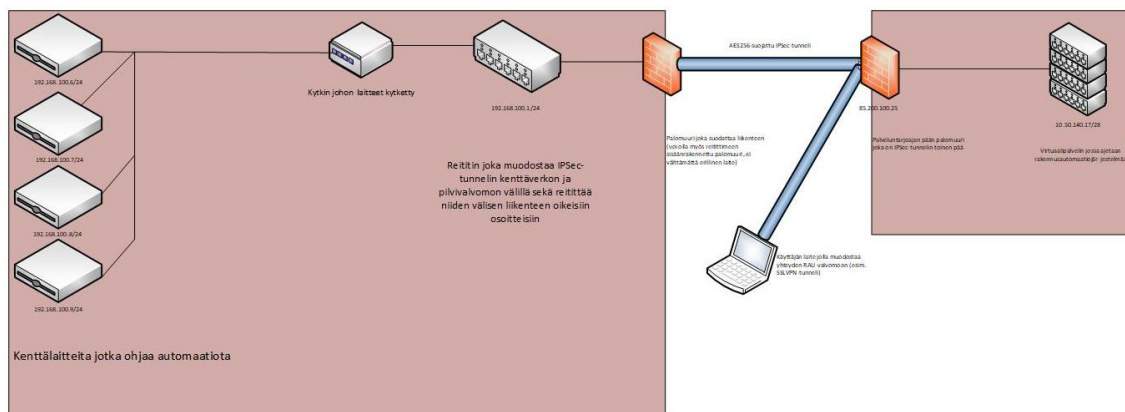 192.168.100.6/24
192.168.100.7/24
192.168.100.8/24
192.168.100.9/24
Kenttälaitteita jotka ohjaa automaatiota
Kytkin johon laitteet kytketty
192.168.100.1/24
Reititin joka muodostaa IPSec-
tunnelin kenttäverkon ja
pilvivalvomon välillä sekä reitittää
niiden välisen liikenteen oikeisiin
osoitteisiin
Palomuuri joka suodattaa liikenteen
(voi olla myös reitittimeen
sisäänrakennettu palomuuri, ei
välttämättä erillinen laite)
AES256 suojattu IPSec tunneli
Käyttäjän laite jolla muodostaa
yhteyden RAU valvomoon (esim.
SSLVPN tunneli)
85.200.100.25
Palveluntarjoajan pään palomuuri
joka on IPSec tunnelin toinen pää
10.50.140.17/28
Virtuaalipalvelin jossa ajetaan